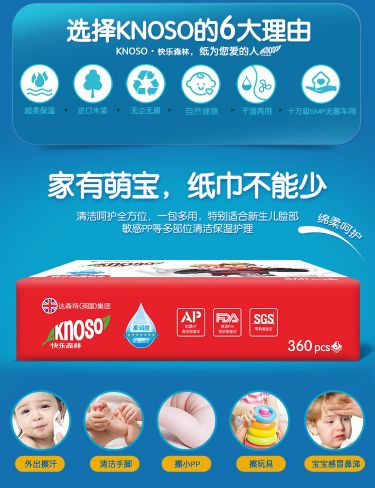 选择KNOSO的6大理由
KNOSO·快乐森林，纸为您爱的人KNOSO
超柔保湿
进口木浆
无尘无屑
自然健康
干湿两用
十万级GMP无菌车间
家有萌宝，纸巾不能少
清洁呵护全方位，一包多用，特别适合新生儿脸部
敏感PP等多部位清洁保湿护理
绵柔呵护
达森特(英国)集团
KNOSO
快乐森林
AP
FDA
SGS
360pcs
外出擦汗
清洁手脚
擦小PP
擦玩具
宝宝感冒鼻涕